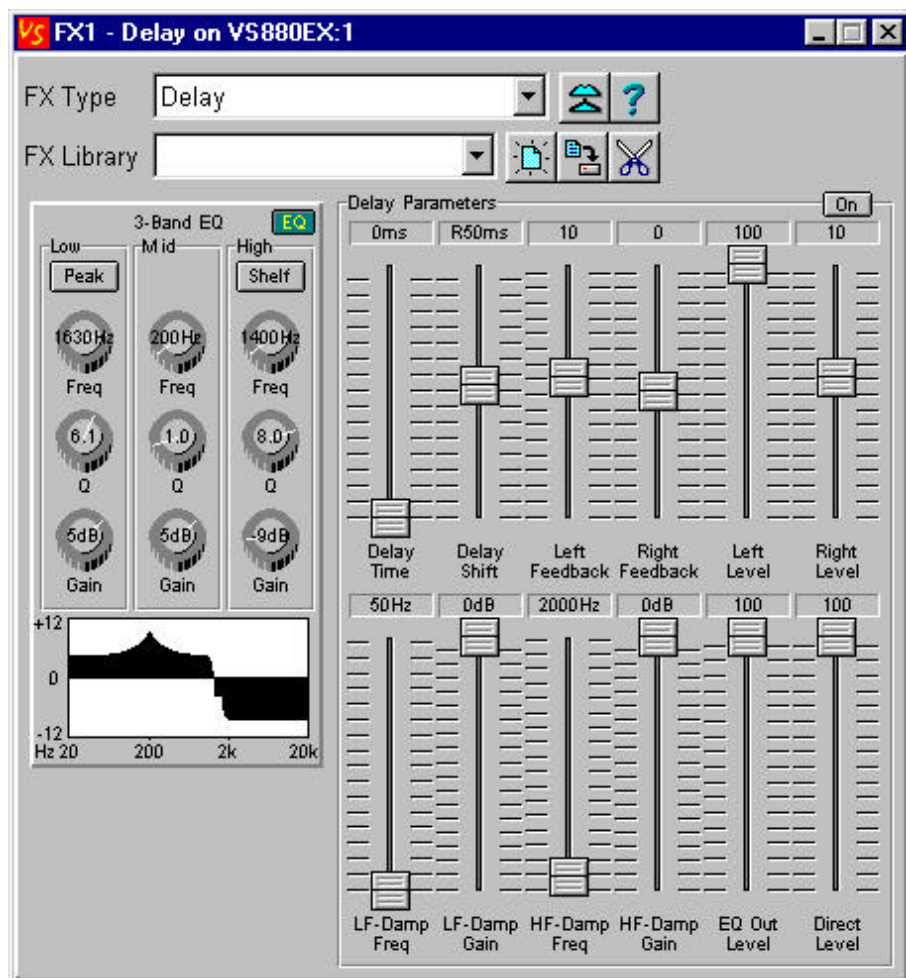 VS FX1 - Delay on VS880EX:1
FX Type Delay
?
FX Library
3-Band EQ EQ
Low Mid High
Peak Shelf
1630Hz 200Hz 1400Hz
Freq Freq Freq
6.1 1.0 8.0
Q Q Q
5dB 5dB -9dB
Gain Gain Gain
+12
0
-12
Hz 20 200 2k 20k
Delay Parameters On
0ms R50ms 10 0 100 10
Delay Time Delay Shift Left Feedback Right Feedback Left Level Right Level
50Hz 0dB 2000Hz 0dB 100 100
LF-Damp Freq LF-Damp Gain HF-Damp Freq HF-Damp Gain EQ Out Level Direct Level